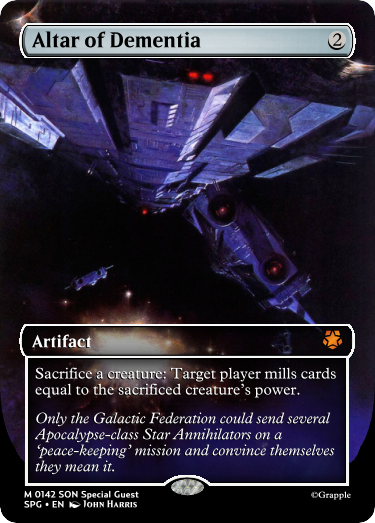 Altar of Dementia
2
Artifact
Sacrifice a creature: Target player mills cards
equal to the sacrificed creature's power.
Only the Galactic Federation could send several
Apocalypse-class Star Annihilators on a
'peace-keeping' mission and convince themselves
they mean it.
M 0142 SON Special Guest
SPG • EN John Harris
©Grapple